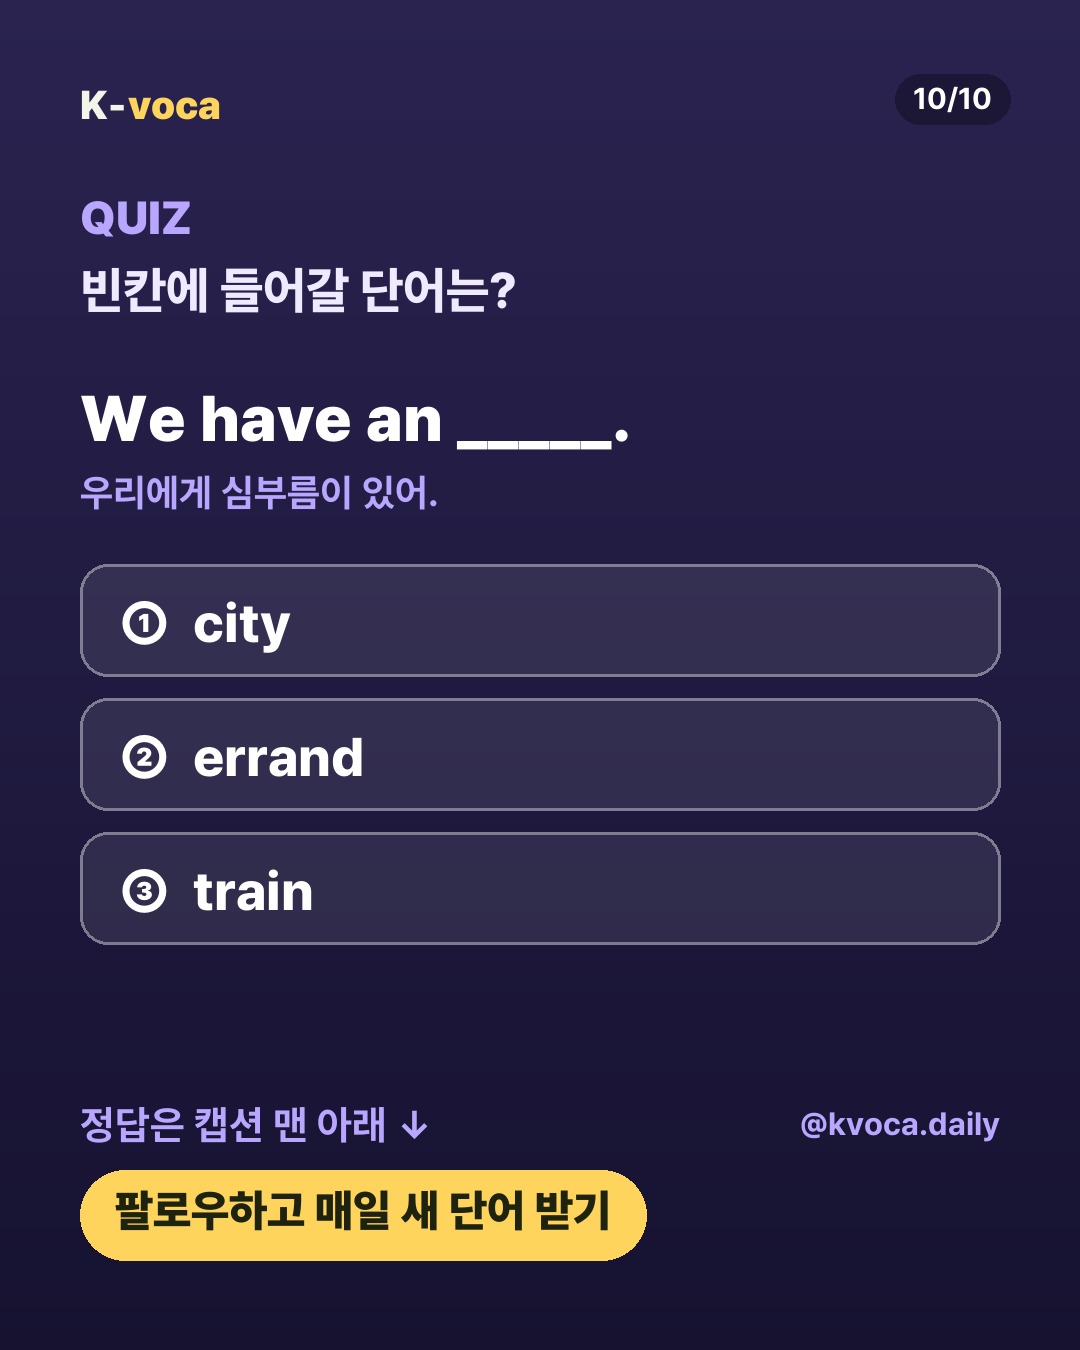 K-voca
10/10
QUIZ
빈칸에 들어갈 단어는?
We have an _____.
우리에게 심부름이 있어.
① city
② errand
③ train
정답은 캡션 맨 아래 ↓
@kvoca.daily
팔로우하고 매일 새 단어 받기